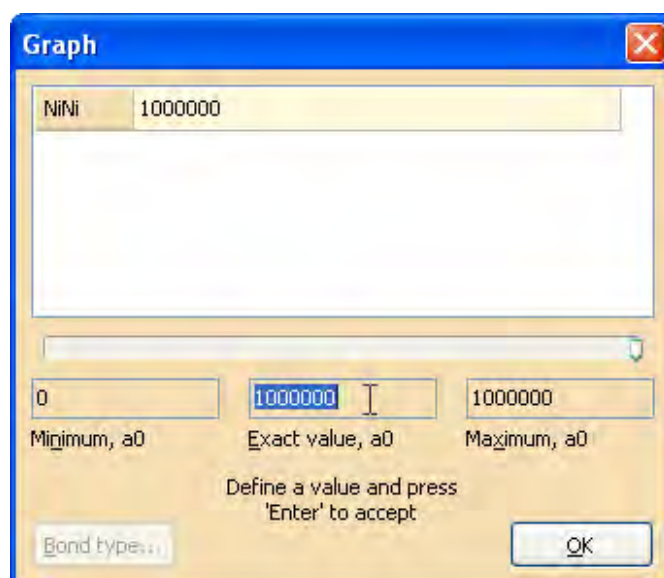 Graph
NiNi 1000000
0 1000000 1000000
Minimum, a0 Exact value, a0 Maximum, a0
Define a value and press
'Enter' to accept
Bond type... OK